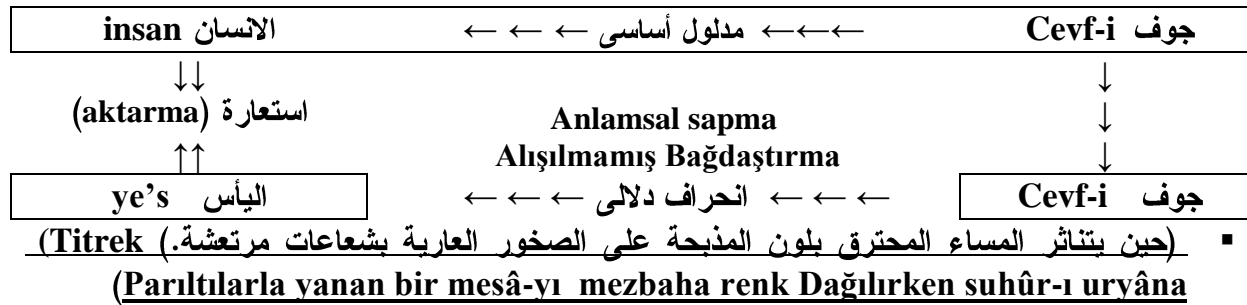 جوف Cevf-i ←←← مدلول أساسى ← ← ← الانسان insan
↓ ↓↓
↓ Anlamsal sapma استعارة (aktarma)
↓ Alışılmamış Bağdaştırma ↑↑
جوف Cevf-i ← ← ← انحراف دلالى ← ← ← اليأس ye’s
▪ (حين يتناثر المساء المحترق بلون المذبحة على الصخور العارية بشعاعات مرتعشة.) (Titrek
Parıltılarla yanan bir mesâ-yı mezbaha renk Dağılırken suhûr-ı uryâna)